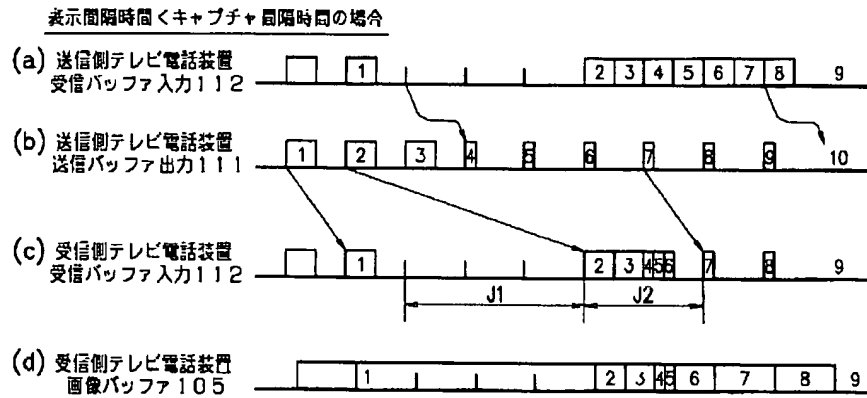 表示間隔時間<キャプチャ間隔時間の場合
(a) 送信側テレビ電話装置
受信バッファ入力112
1 2 3 4 5 6 7 8 9
(b) 送信側テレビ電話装置
送信バッファ出力111
1 2 3 4 5 6 7 8 9 10
(c) 受信側テレビ電話装置
受信バッファ入力112
1 2 3 4 5 6 7 8 9
J1 J2
(d) 受信側テレビ電話装置
画像バッファ105
1 2 3 4 5 6 7 8 9